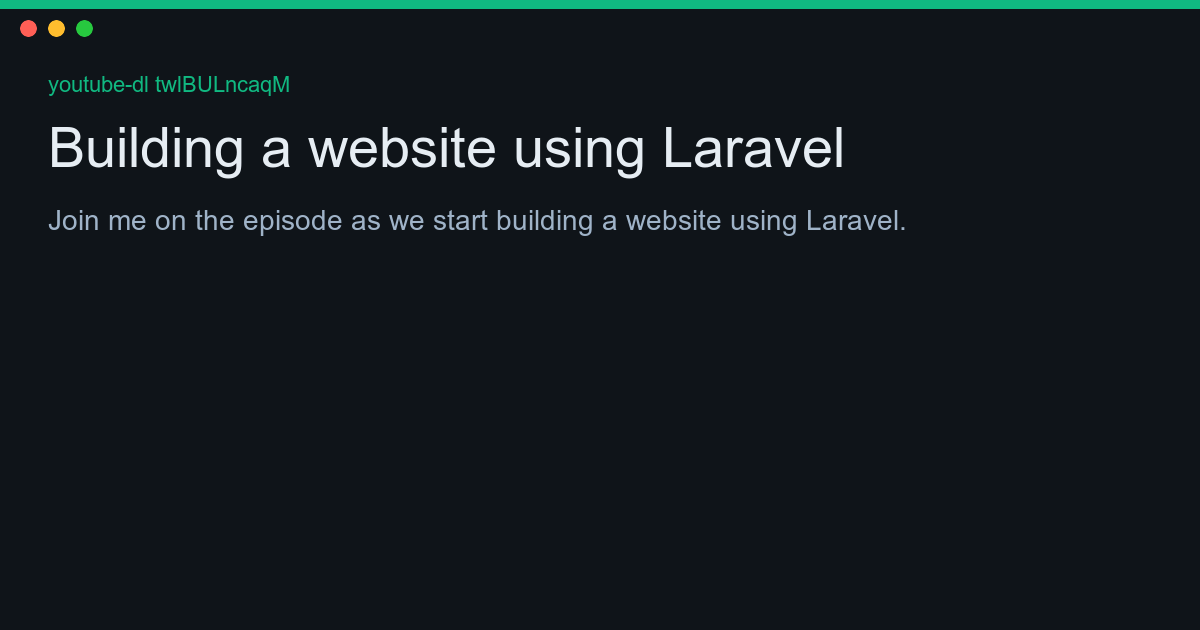 youtube-dl twlBULncaqM
Building a website using Laravel
Join me on the episode as we start building a website using Laravel.